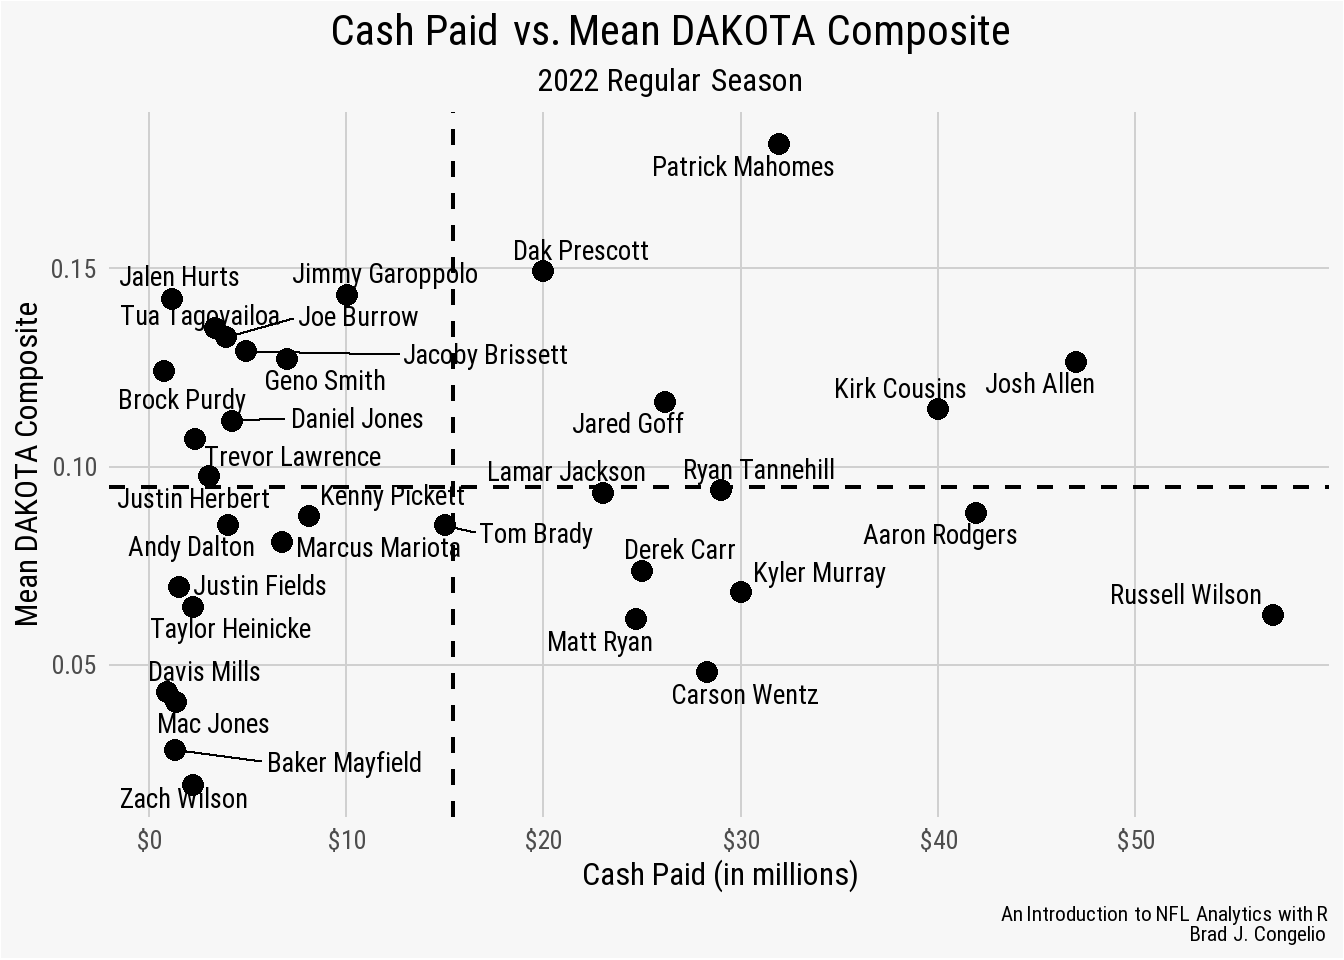 Cash Paid vs. Mean DAKOTA Composite
2022 Regular Season
Mean DAKOTA Composite
0.15
0.10
0.05
Patrick Mahomes
Dak Prescott
Jalen Hurts
Jimmy Garoppolo
Tua Tagovailoa
Joe Burrow
Jacoby Brissett
Geno Smith
Josh Allen
Kirk Cousins
Brock Purdy
Daniel Jones
Jared Goff
Trevor Lawrence
Lamar Jackson
Ryan Tannehill
Justin Herbert
Kenny Pickett
Tom Brady
Aaron Rodgers
Andy Dalton
Marcus Mariota
Derek Carr
Kyler Murray
Justin Fields
Russell Wilson
Taylor Heinicke
Matt Ryan
Davis Mills
Carson Wentz
Mac Jones
Baker Mayfield
Zach Wilson
$0
$10
$20
$30
$40
$50
Cash Paid (in millions)
An Introduction to NFL Analytics with R
Brad J. Congelio